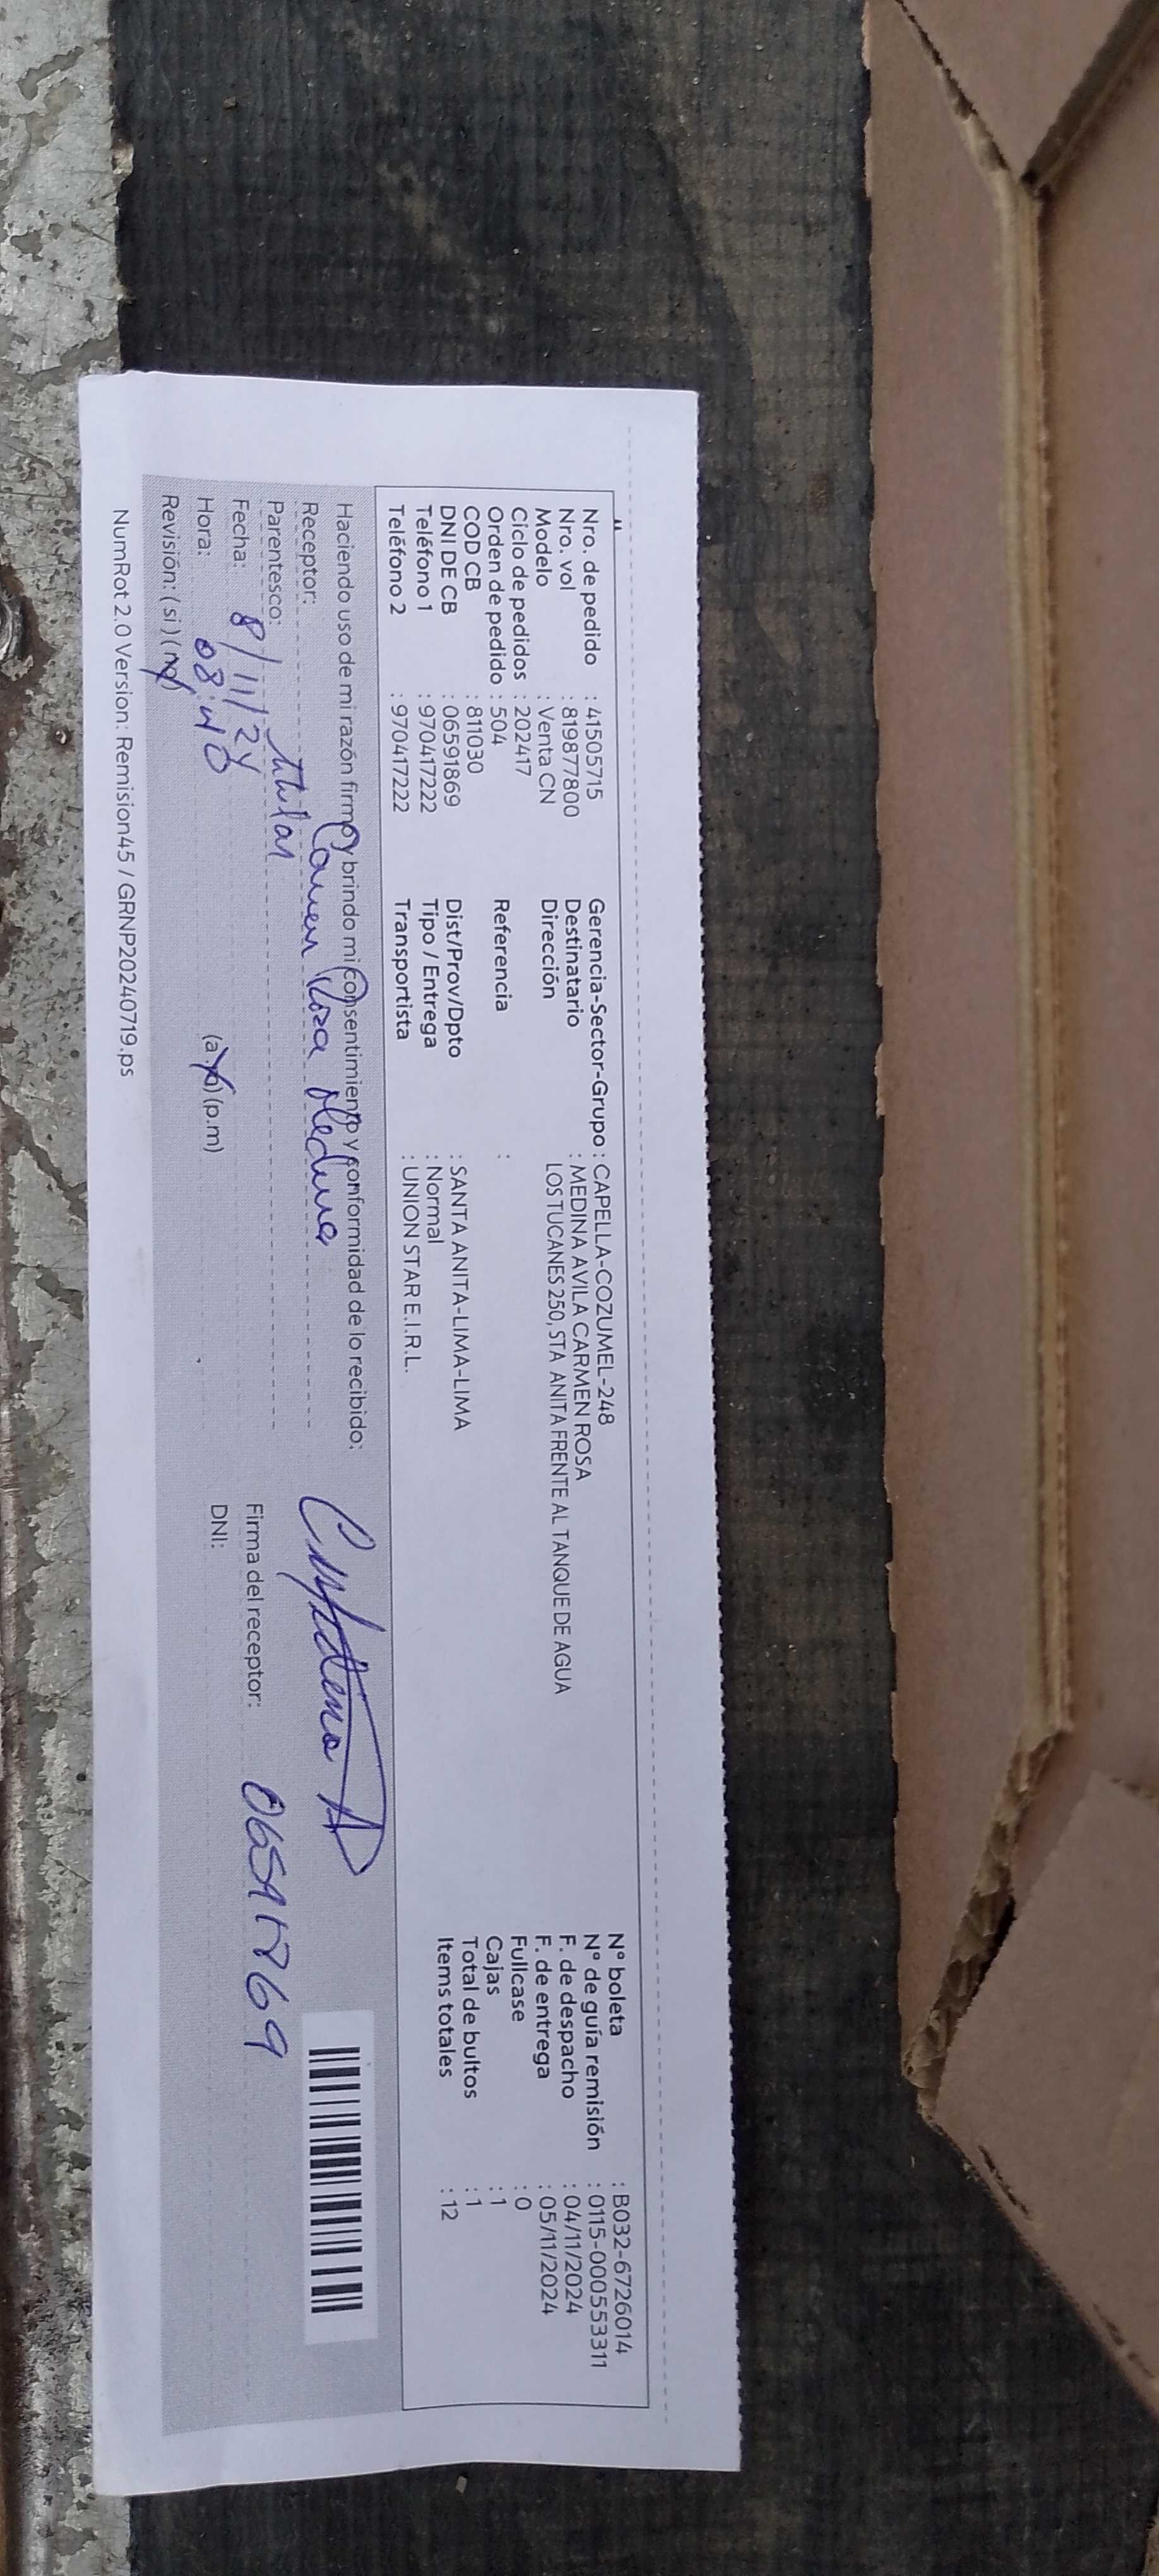 Nro. de pedido : 41505715
Nro. vol : 819877800
Modelo : Venta CN
Ciclo de pedidos : 202417
Orden de pedido : 504
COD CB : 811030
DNI DE CB : 06591869
Teléfono 1 : 970417222
Teléfono 2 : 970417222
Gerencia-Sector-Grupo : CAPELLA-COZUMEL-248
Destinatario : MEDINA AVILA CARMEN ROSA
Dirección LOS TUCANES 250, STA ANITA FRENTE AL TANQUE DE AGUA
Referencia :
Dist/Prov/Dpto : SANTA ANITA-LIMA-LIMA
Tipo / Entrega : Normal
Transportista : UNION STAR E.I.R.L.
N° boleta : B032-6726014
N° de guía remisión : 0115-000553311
F. de despacho : 04/11/2024
F. de entrega : 05/11/2024
Fullcase : 0
Cajas : 1
Total de bultos : 1
Items totales : 12
Haciendo uso de mi razón firmo y brindo mi consentimiento y conformidad de lo recibido:
Receptor: Carmen Rosa Medina
Parentesco: titular
Fecha: 8/11/24
Hora: 08:40 (a.m) (p.m)
Revisión: ( si ) ( no )
Firma del receptor:
DNI: 06591869
NumRot 2.0 Version: Remision45 / GRNP20240719.ps